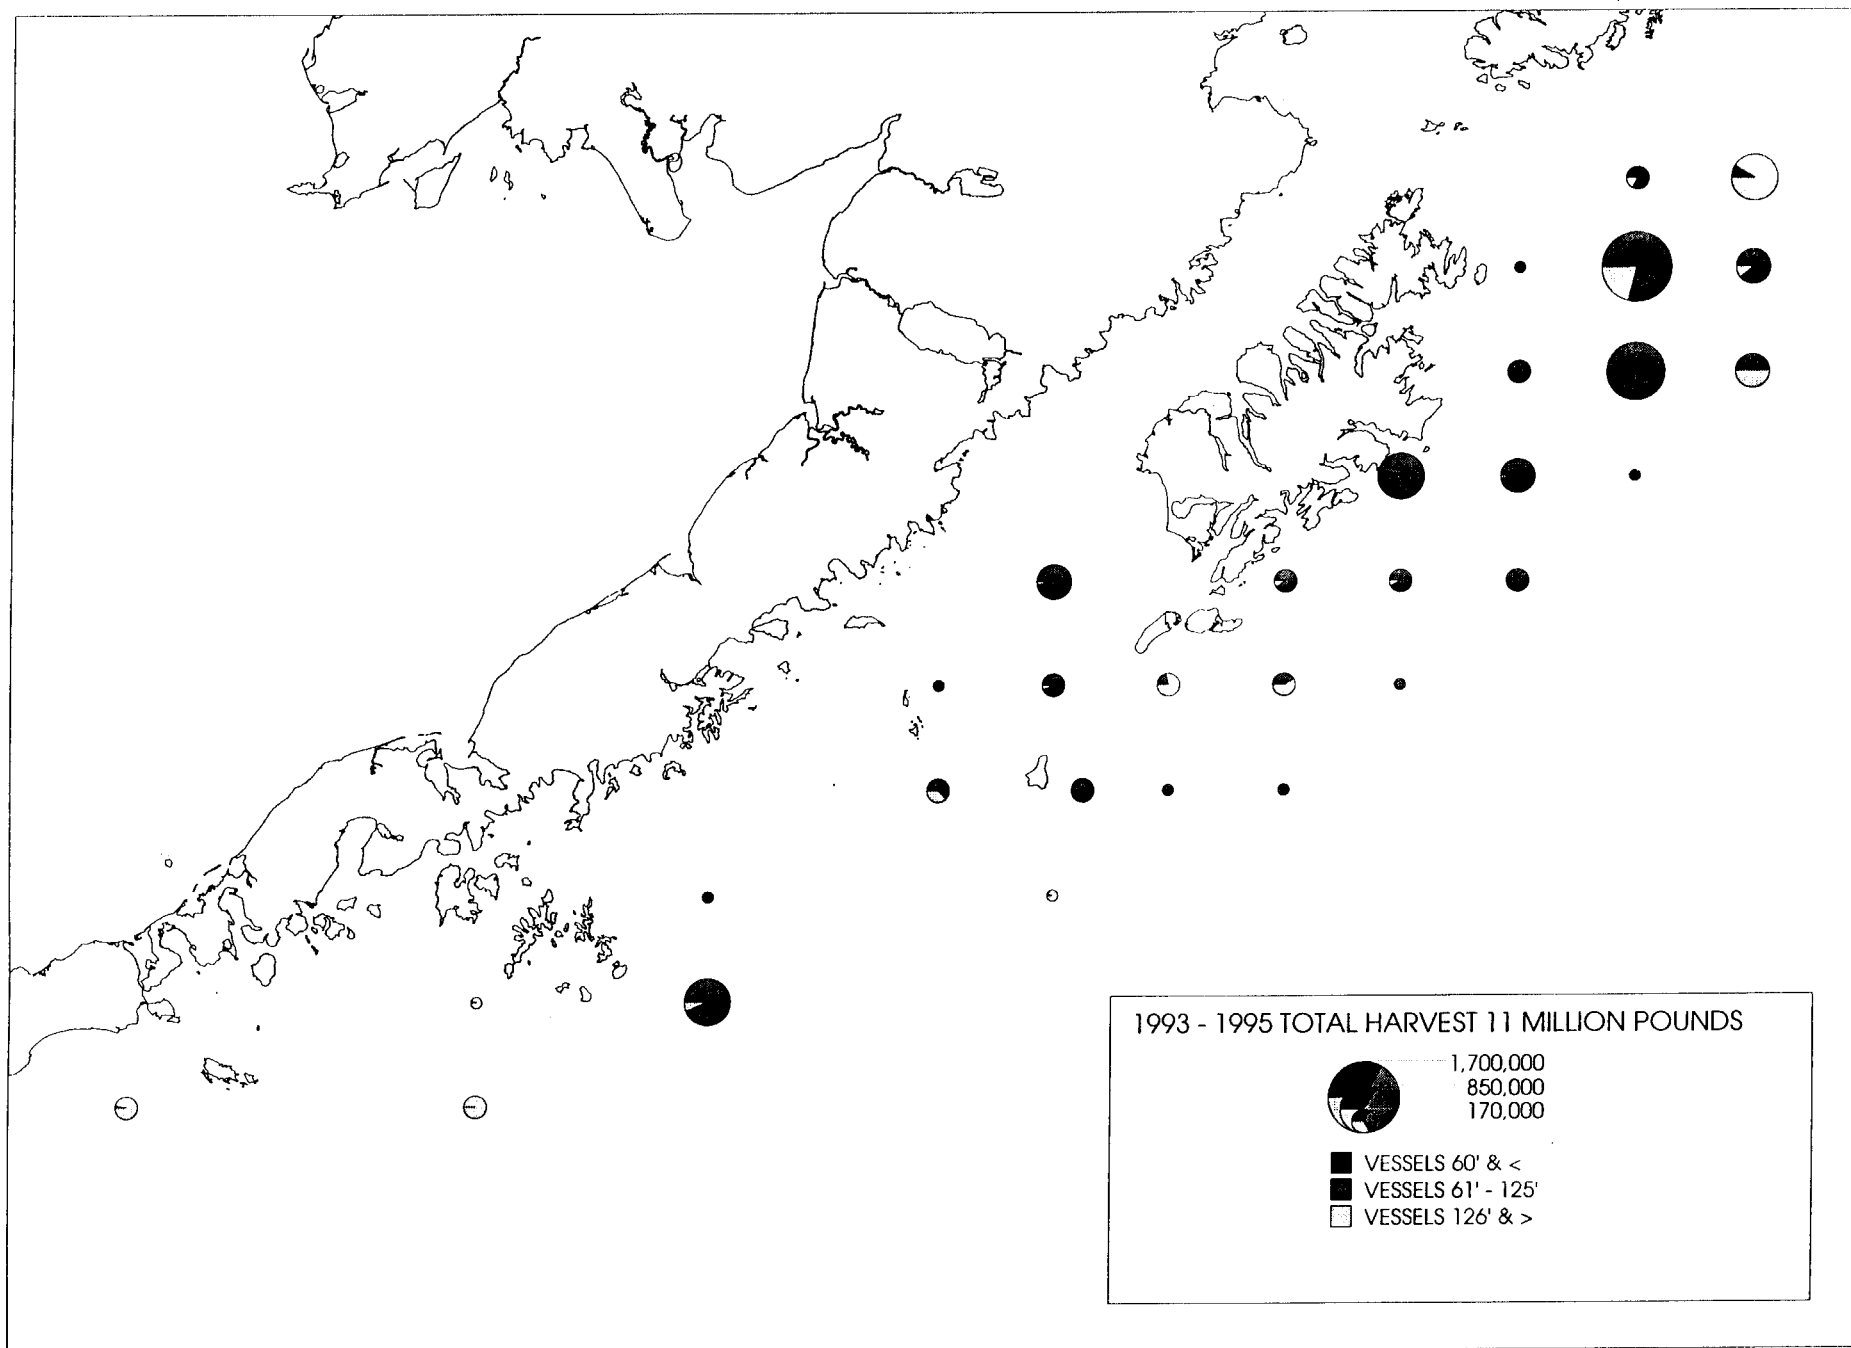 1993 - 1995 TOTAL HARVEST 11 MILLION POUNDS
1,700,000
850,000
170,000
VESSELS 60' & <
VESSELS 61' - 125'
VESSELS 126' & >